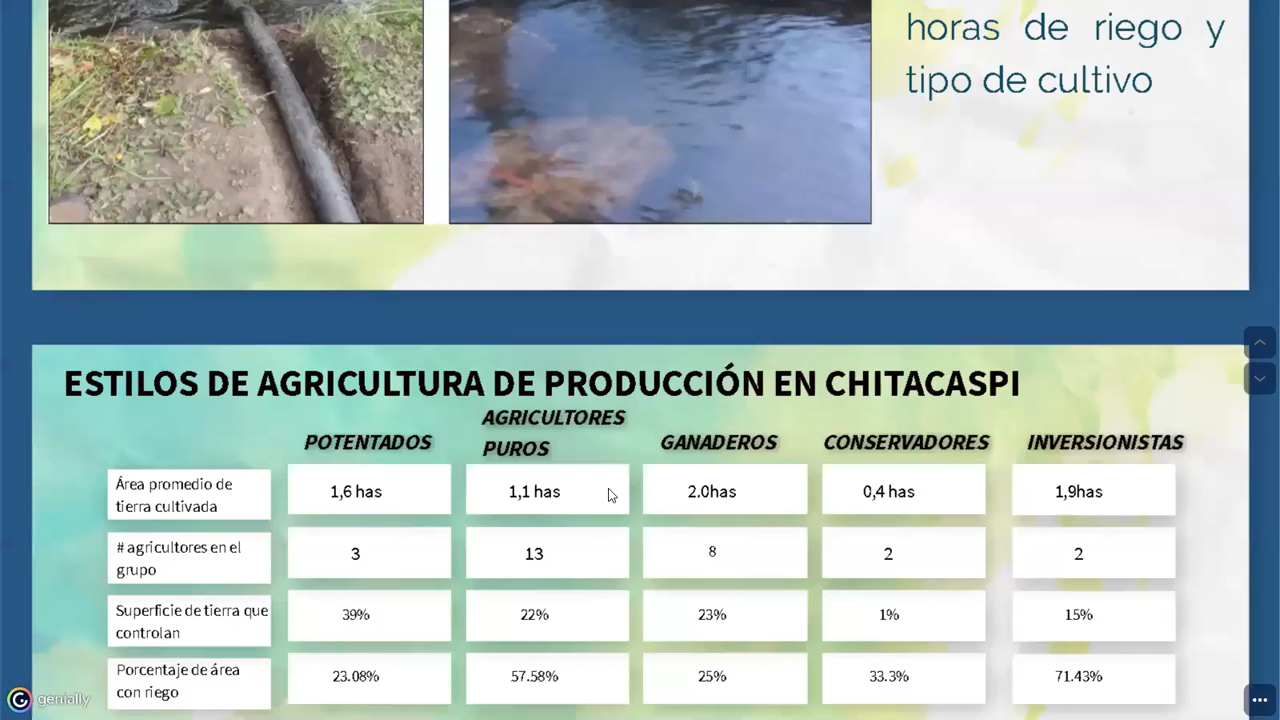 horas de riego y
tipo de cultivo
ESTILOS DE AGRICULTURA DE PRODUCCIÓN EN CHITACASPI
POTENTADOS
AGRICULTORES
PUROS
GANADEROS
CONSERVADORES
INVERSIONISTAS
Área promedio de
tierra cultivada
1,6 has
1,1 has
2.0has
0,4 has
1,9has
# agricultores en el
grupo
3
13
8
2
2
Superficie de tierra que
controlan
39%
22%
23%
1%
15%
Porcentaje de área
con riego
23.08%
57.58%
25%
33.3%
71.43%
genially